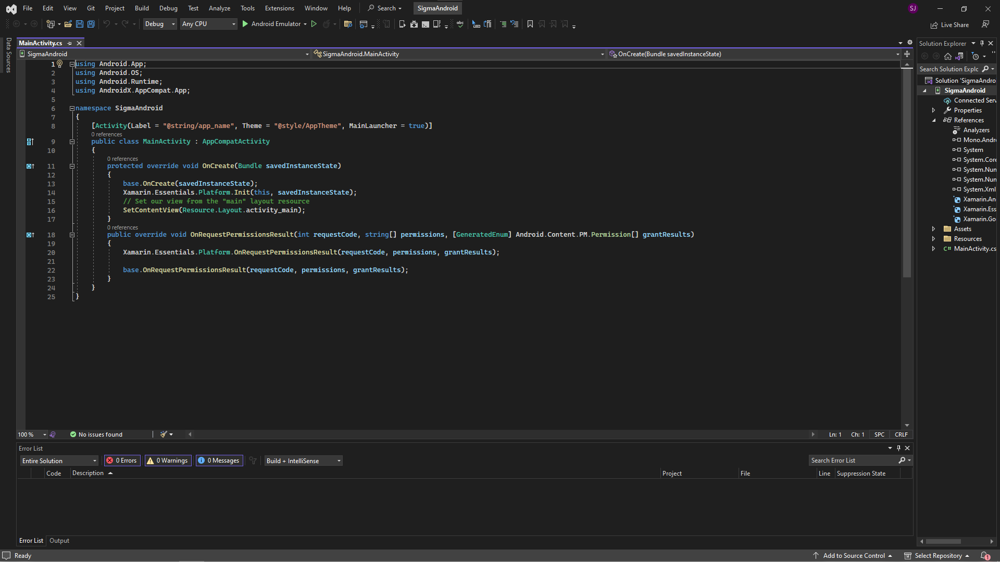 File Edit View Git Project Build Debug Test Analyze Tools Extensions Window Help Search SigmaAndroid SJ
Debug Any CPU Android Emulator Live Share
Data Sources
MainActivity.cs
SigmaAndroid SigmaAndroid.MainActivity OnCreate(Bundle savedInstanceState)
1 using Android.App;
2 using Android.OS;
3 using Android.Runtime;
4 using AndroidX.AppCompat.App;
5
6 namespace SigmaAndroid
7 {
8 [Activity(Label = "@string/app_name", Theme = "@style/AppTheme", MainLauncher = true)]
0 references
9 public class MainActivity : AppCompatActivity
10 {
0 references
11 protected override void OnCreate(Bundle savedInstanceState)
12 {
13 base.OnCreate(savedInstanceState);
14 Xamarin.Essentials.Platform.Init(this, savedInstanceState);
15 // Set our view from the "main" layout resource
16 SetContentView(Resource.Layout.activity_main);
17 }
0 references
18 public override void OnRequestPermissionsResult(int requestCode, string[] permissions, [GeneratedEnum] Android.Content.PM.Permission[] grantResults)
19 {
20 Xamarin.Essentials.Platform.OnRequestPermissionsResult(requestCode, permissions, grantResults);
21
22 base.OnRequestPermissionsResult(requestCode, permissions, grantResults);
23 }
24 }
25 }
100 % No issues found Ln: 1 Ch: 1 SPC CRLF
Solution Explorer
Search Solution Explc
Solution 'SigmaAndro
SigmaAndroid
Connected Serv
Properties
References
Analyzers
Mono.Andr
System
System.Core
System.Num
System.Num
System.Xml
Xamarin.An
Xamarin.Ess
Xamarin.Go
Assets
Resources
C# MainActivity.cs
Error List
Entire Solution 0 Errors 0 Warnings 0 Messages Build + IntelliSense Search Error List
Code Description Project File Line Suppression State
Error List Output
Ready Add to Source Control Select Repository 1